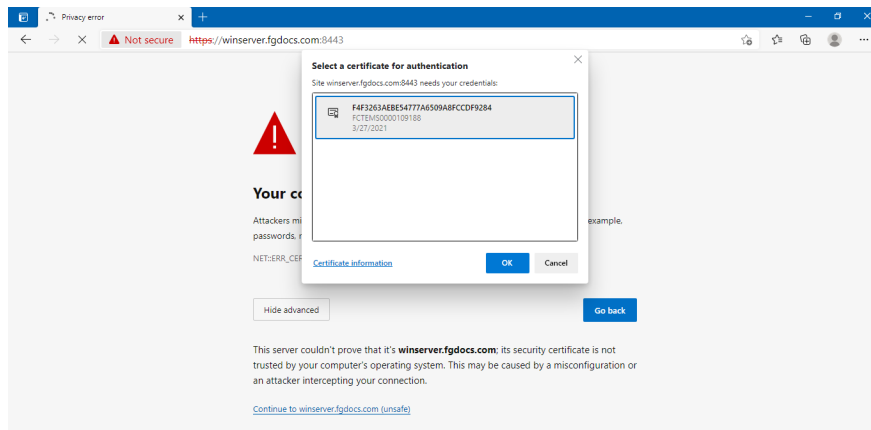 Privacy error
Not secure
https://winserver.fgdocs.com:8443
Select a certificate for authentication
Site winserver.fgdocs.com:8443 needs your credentials:
F4F3263AEBE54777A6509A8FCCDF9284
FCTEMS0000109188
3/27/2021
Your co
Attackers mi
example,
passwords, r
NET::ERR_CER
Certificate information
OK
Cancel
Hide advanced
Go back
This server couldn't prove that it's winserver.fgdocs.com; its security certificate is not
trusted by your computer's operating system. This may be caused by a misconfiguration or
an attacker intercepting your connection.
Continue to winserver.fgdocs.com (unsafe)